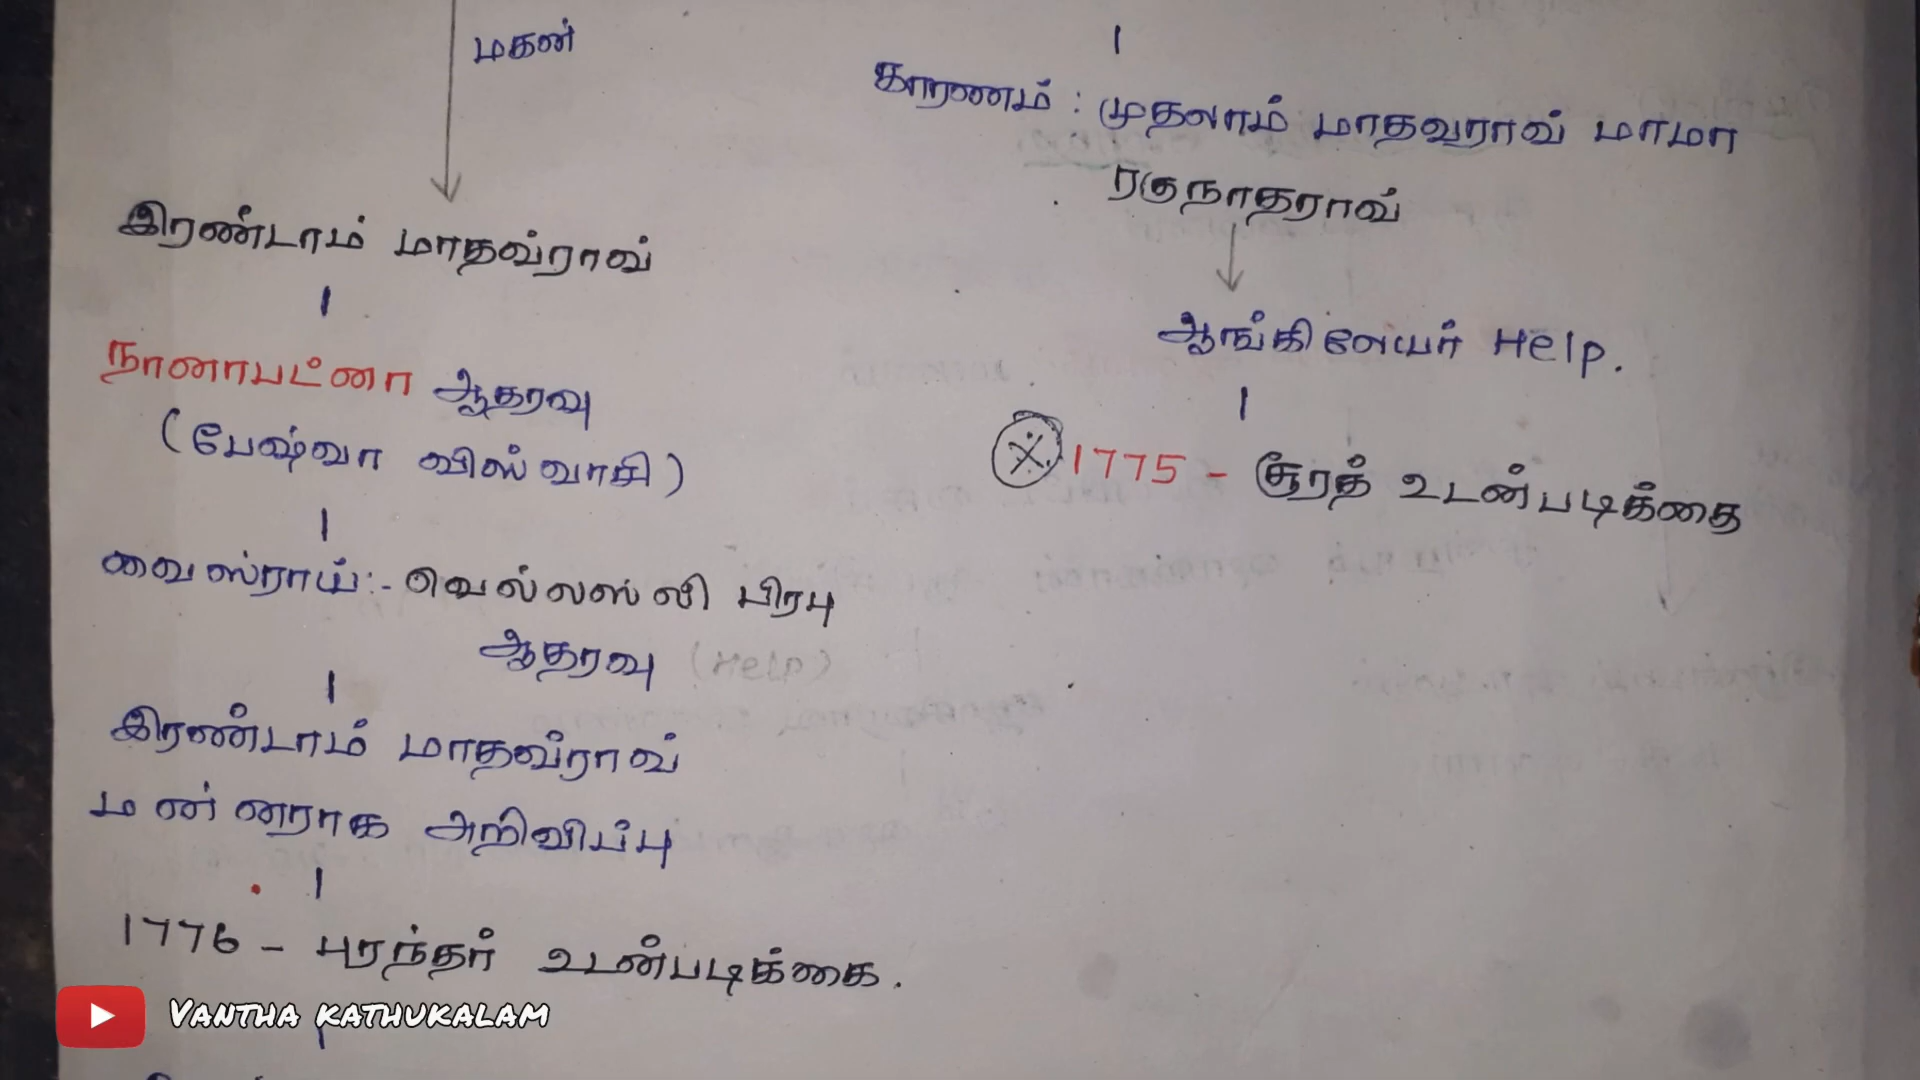 மகன்
இரண்டாம் மாதவ்ராவ்
நானாபட்னா ஆதரவு
(பேஷ்வா விஸ்வாசி)
வைஸ்ராய்:- வெல்லஸ்லி பிரபு
ஆதரவு (Help)
இரண்டாம் மாதவ்ராவ்
மன்னராக அறிவிப்பு
1776 - புரந்தர் உடன்படிக்கை.
காரணம் : முதலாம் மாதவராவ் மாமா
ரகுநாதராவ்
ஆங்கிலேயர் Help.
1775 - சூரத் உடன்படிக்கை
VANTHA KATHUKALAM